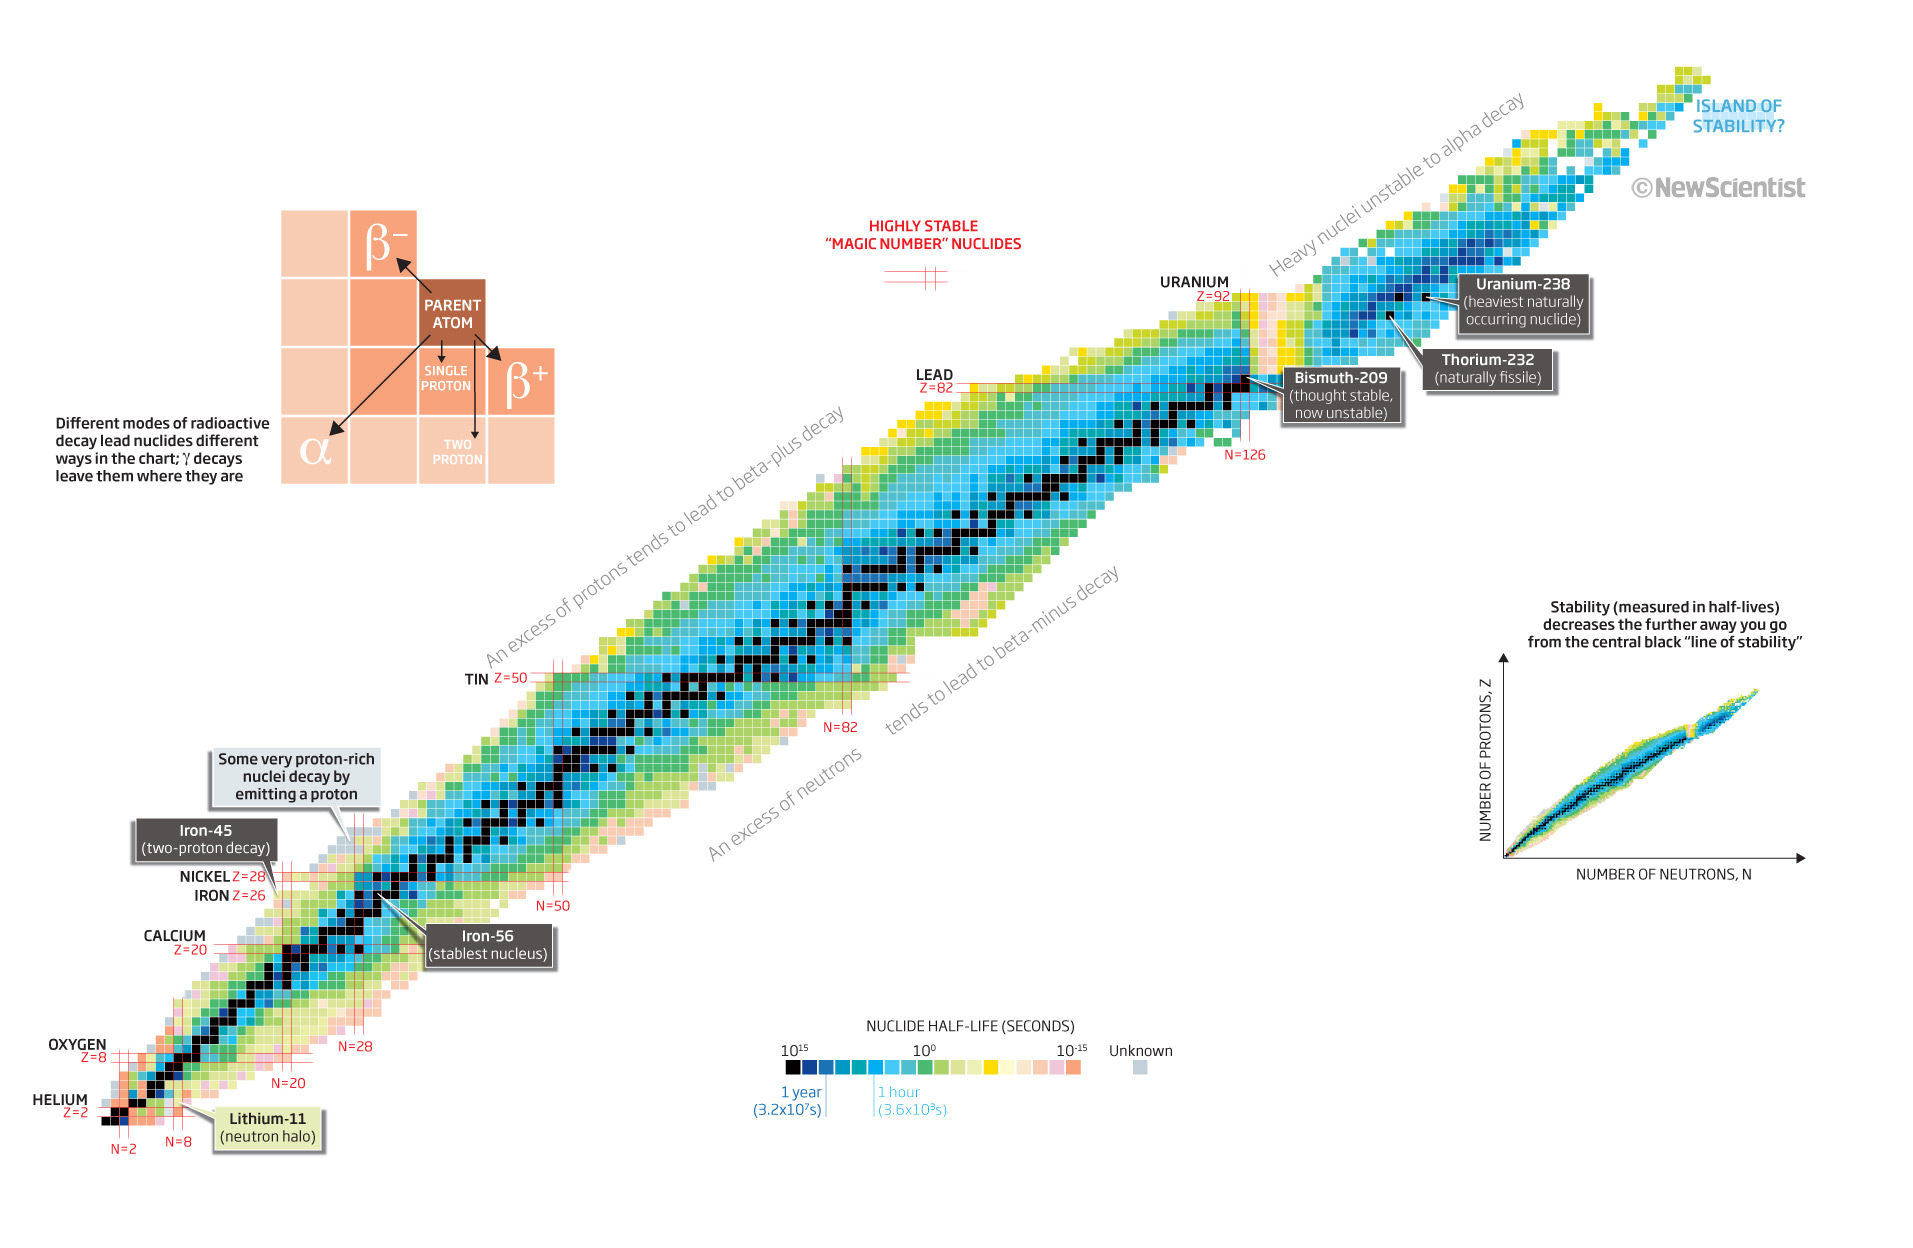 ISLAND OF
STABILITY?
©NewScientist
Heavy nuclei unstable to alpha decay
HIGHLY STABLE
“MAGIC NUMBER” NUCLIDES
β−
PARENT
ATOM
SINGLE
PROTON
β+
α
TWO
PROTON
Different modes of radioactive
decay lead nuclides different
ways in the chart; γ decays
leave them where they are
URANIUM
Z=92
Uranium-238
(heaviest naturally
occurring nuclide)
Thorium-232
(naturally fissile)
Bismuth-209
(thought stable,
now unstable)
LEAD
Z=82
N=126
An excess of protons tends to lead to beta-plus decay
An excess of neutrons tends to lead to beta-minus decay
TIN Z=50
N=82
Stability (measured in half-lives)
decreases the further away you go
from the central black “line of stability”
NUMBER OF PROTONS, Z
NUMBER OF NEUTRONS, N
Some very proton-rich
nuclei decay by
emitting a proton
Iron-45
(two-proton decay)
NICKEL Z=28
IRON Z=26
N=50
CALCIUM
Z=20
Iron-56
(stablest nucleus)
OXYGEN
Z=8
N=28
N=20
HELIUM
Z=2
Lithium-11
(neutron halo)
N=8
N=2
NUCLIDE HALF-LIFE (SECONDS)
10¹⁵ 10⁰ 10⁻¹⁵ Unknown
1 year
(3.2x10⁷s)
1 hour
(3.6x10³s)